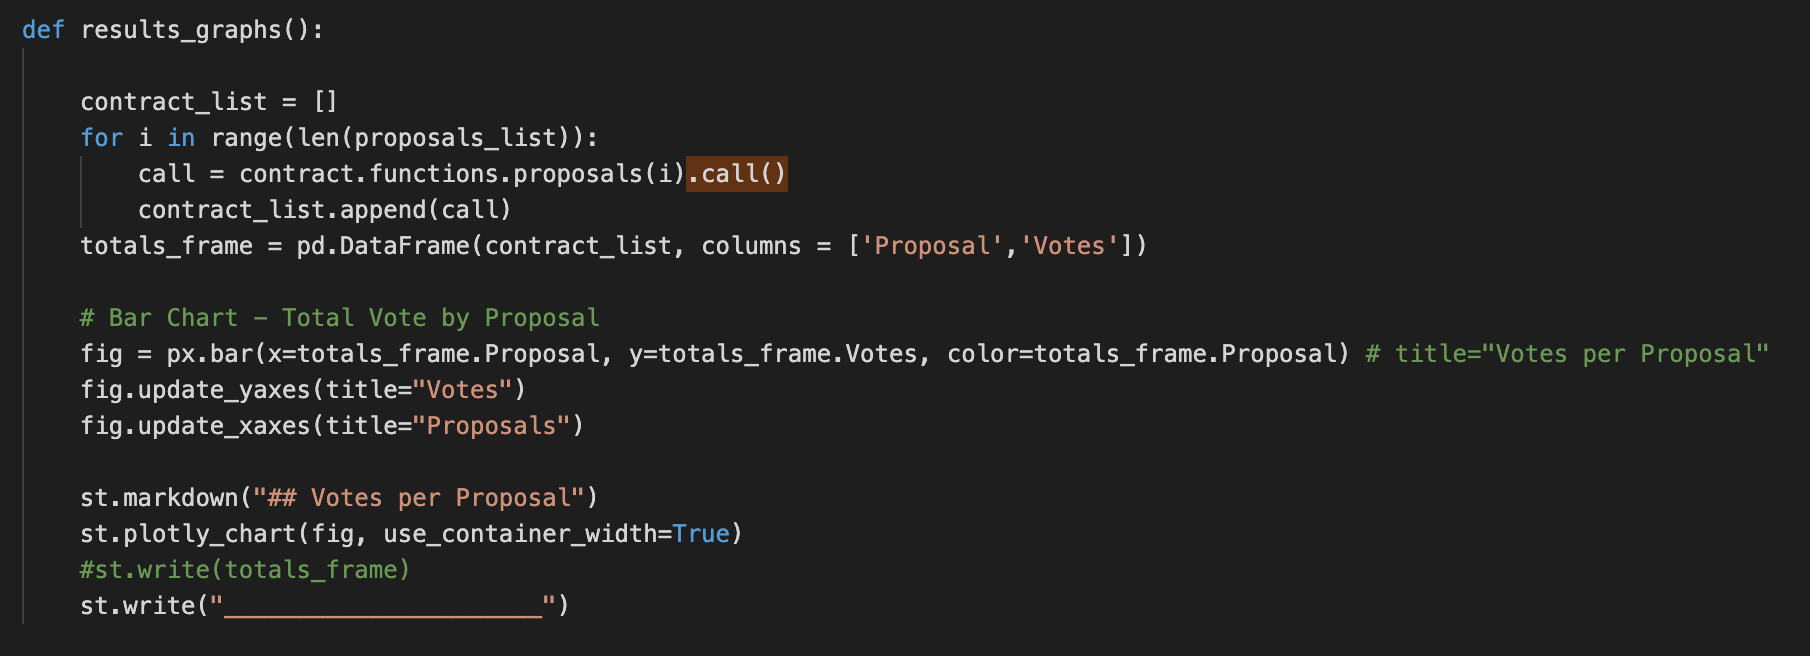 def results_graphs():
contract_list = []
for i in range(len(proposals_list)):
call = contract.functions.proposals(i).call()
contract_list.append(call)
totals_frame = pd.DataFrame(contract_list, columns = ['Proposal','Votes'])
# Bar Chart - Total Vote by Proposal
fig = px.bar(x=totals_frame.Proposal, y=totals_frame.Votes, color=totals_frame.Proposal) # title="Votes per Proposal"
fig.update_yaxes(title="Votes")
fig.update_xaxes(title="Proposals")
st.markdown("## Votes per Proposal")
st.plotly_chart(fig, use_container_width=True)
#st.write(totals_frame)
st.write("______________________")